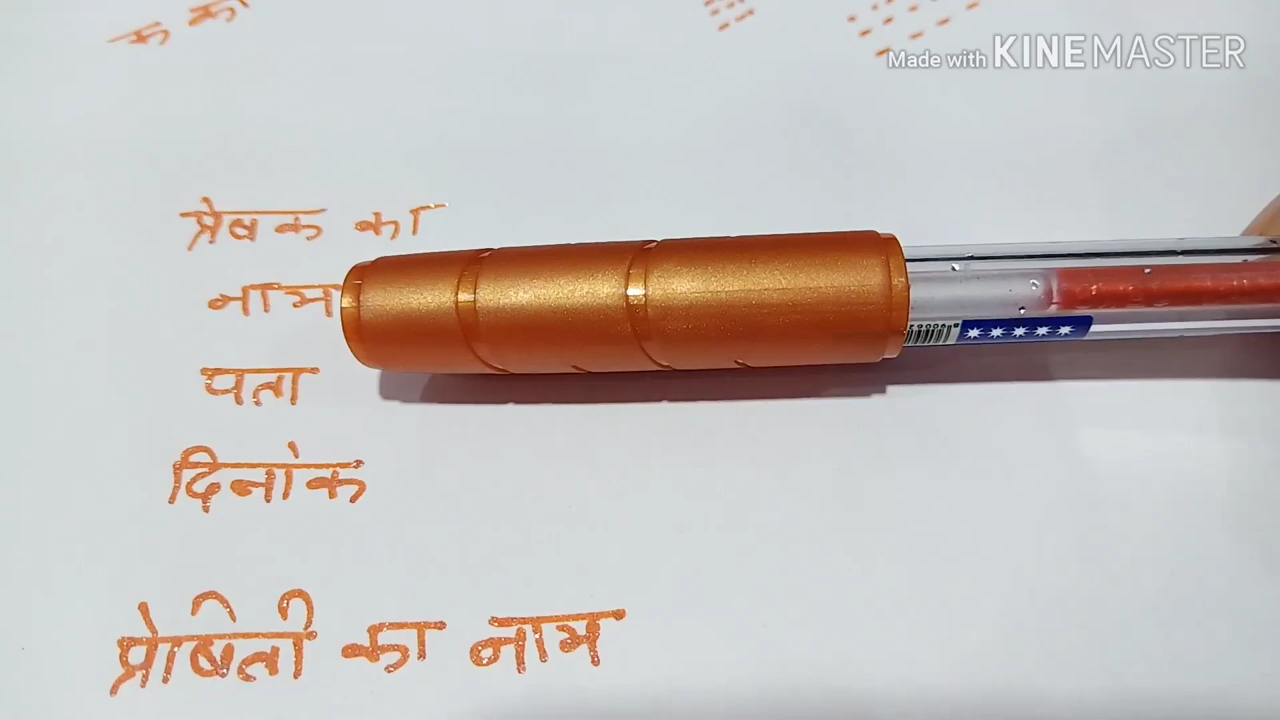 क का
Made with KINEMASTER
प्रेषक का
नाम
पता
दिनांक
प्रेषिती का नाम